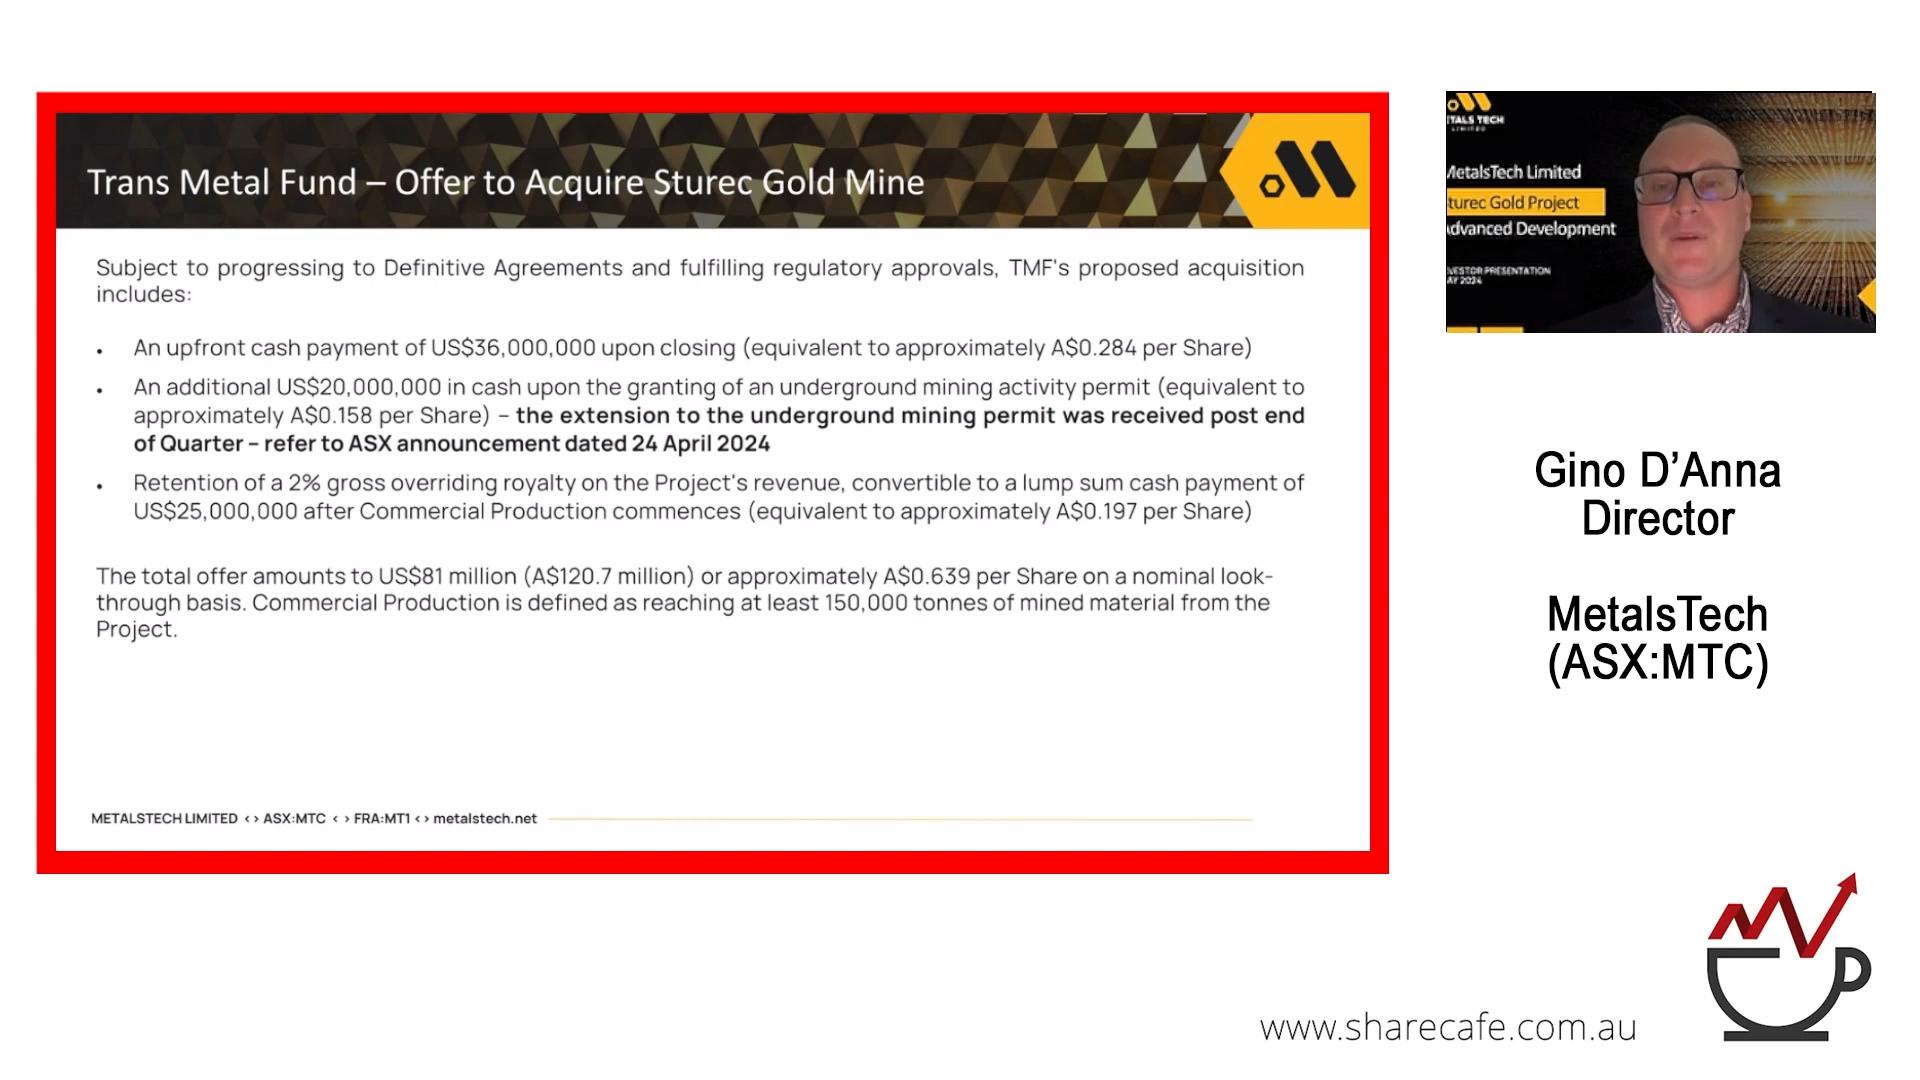 Trans Metal Fund – Offer to Acquire Sturec Gold Mine
Subject to progressing to Definitive Agreements and fulfilling regulatory approvals, TMF's proposed acquisition
includes:
• An upfront cash payment of US$36,000,000 upon closing (equivalent to approximately A$0.284 per Share)
• An additional US$20,000,000 in cash upon the granting of an underground mining activity permit (equivalent to
approximately A$0.158 per Share) – the extension to the underground mining permit was received post end
of Quarter – refer to ASX announcement dated 24 April 2024
• Retention of a 2% gross overriding royalty on the Project's revenue, convertible to a lump sum cash payment of
US$25,000,000 after Commercial Production commences (equivalent to approximately A$0.197 per Share)
The total offer amounts to US$81 million (A$120.7 million) or approximately A$0.639 per Share on a nominal look-
through basis. Commercial Production is defined as reaching at least 150,000 tonnes of mined material from the
Project.
METALSTECH LIMITED <> ASX:MTC <> FRA:MT1 <> metalstech.net
ETALS TECH
LIMITED
MetalsTech Limited
turec Gold Project
dvanced Development
VESTOR PRESENTATION
AY 2024
Gino D’Anna
Director
MetalsTech
(ASX:MTC)
www.sharecafe.com.au